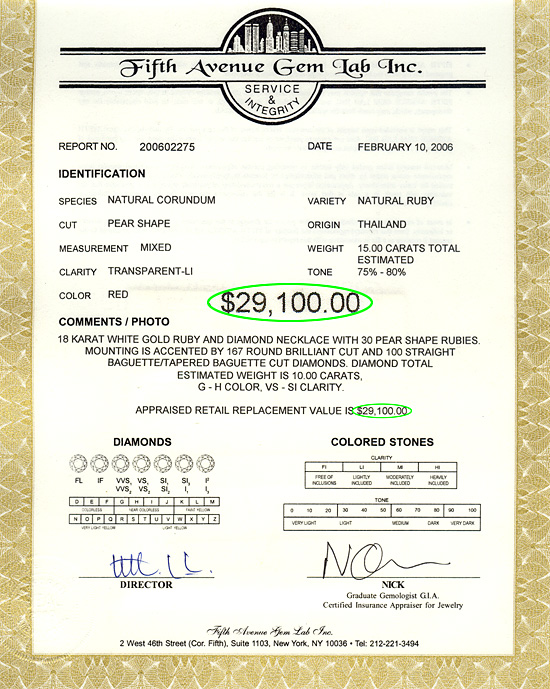 Fifth Avenue Gem Lab Inc.
SERVICE
&
INTEGRITY
REPORT NO. 200602275 DATE FEBRUARY 10, 2006
IDENTIFICATION
SPECIES NATURAL CORUNDUM VARIETY NATURAL RUBY
CUT PEAR SHAPE ORIGIN THAILAND
MEASUREMENT MIXED WEIGHT 15.00 CARATS TOTAL
ESTIMATED
CLARITY TRANSPARENT-LI TONE 75% - 80%
COLOR RED
$29,100.00
COMMENTS / PHOTO
18 KARAT WHITE GOLD RUBY AND DIAMOND NECKLACE WITH 30 PEAR SHAPE RUBIES.
MOUNTING IS ACCENTED BY 167 ROUND BRILLIANT CUT AND 100 STRAIGHT
BAGUETTE/TAPERED BAGUETTE CUT DIAMONDS. DIAMOND TOTAL
ESTIMATED WEIGHT IS 10.00 CARATS,
G - H COLOR, VS - SI CLARITY.
APPRAISED RETAIL REPLACEMENT VALUE IS $29,100.00
DIAMONDS COLORED STONES
CLARITY
FI LI MI HI
FREE OF INCLUSIONS LIGHTLY INCLUDED MODERATELY INCLUDED HEAVILY INCLUDED
FL IF VVS1 VS1 SI1 I1
VVS2 VS2 SI2
D E F G H I J K L M
COLORLESS NEAR COLORLESS FAINT YELLOW
N O P Q R S T U V W X Y Z
VERY LIGHT YELLOW LIGHT YELLOW
TONE
0 10 20 30 40 50 60 70 80 90 100
VERY LIGHT LIGHT MEDIUM DARK VERY DARK
DIRECTOR NICK
Graduate Gemologist G.I.A.
Certified Insurance Appraiser for Jewelry
Fifth Avenue Gem Lab Inc.
2 West 46th Street (Cor. Fifth), Suite 1103, New York, NY 10036 • Tel: 212-221-3494